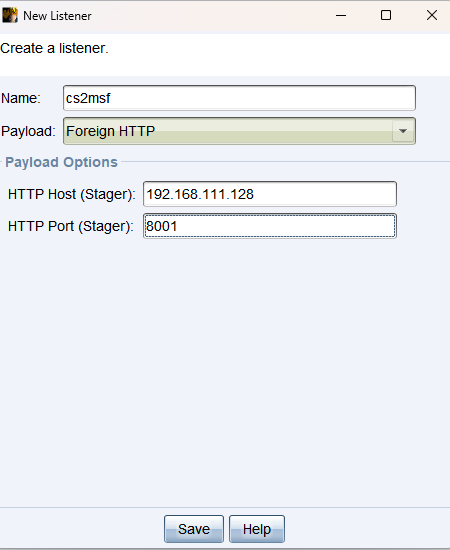 New Listener
Create a listener.
Name: cs2msf
Payload: Foreign HTTP
Payload Options
HTTP Host (Stager): 192.168.111.128
HTTP Port (Stager): 8001
Save Help